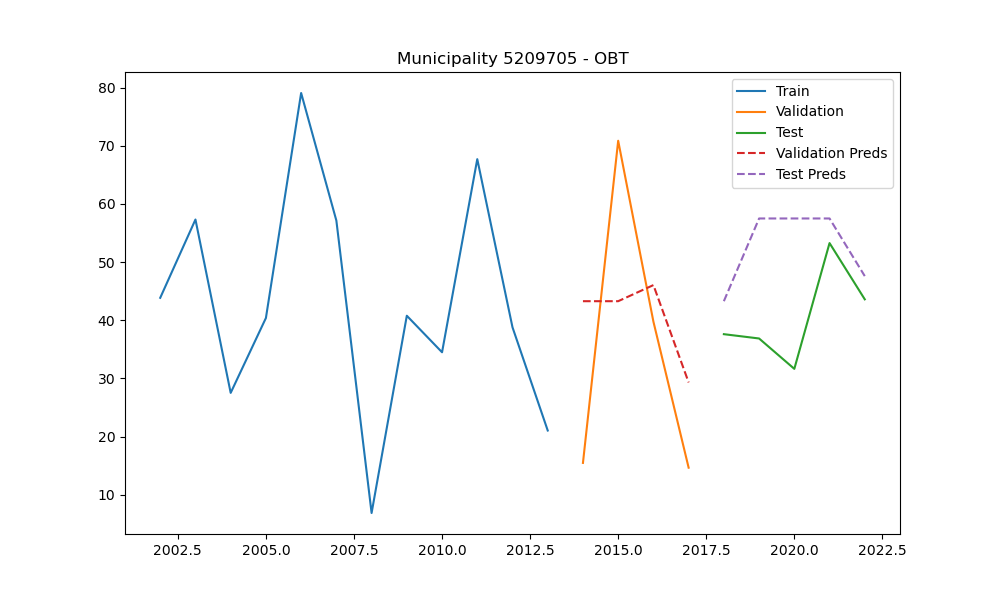 Municipality 5209705 - OBT
Train
Validation
Test
Validation Preds
Test Preds
80
70
60
50
40
30
20
10
2002.5 2005.0 2007.5 2010.0 2012.5 2015.0 2017.5 2020.0 2022.5